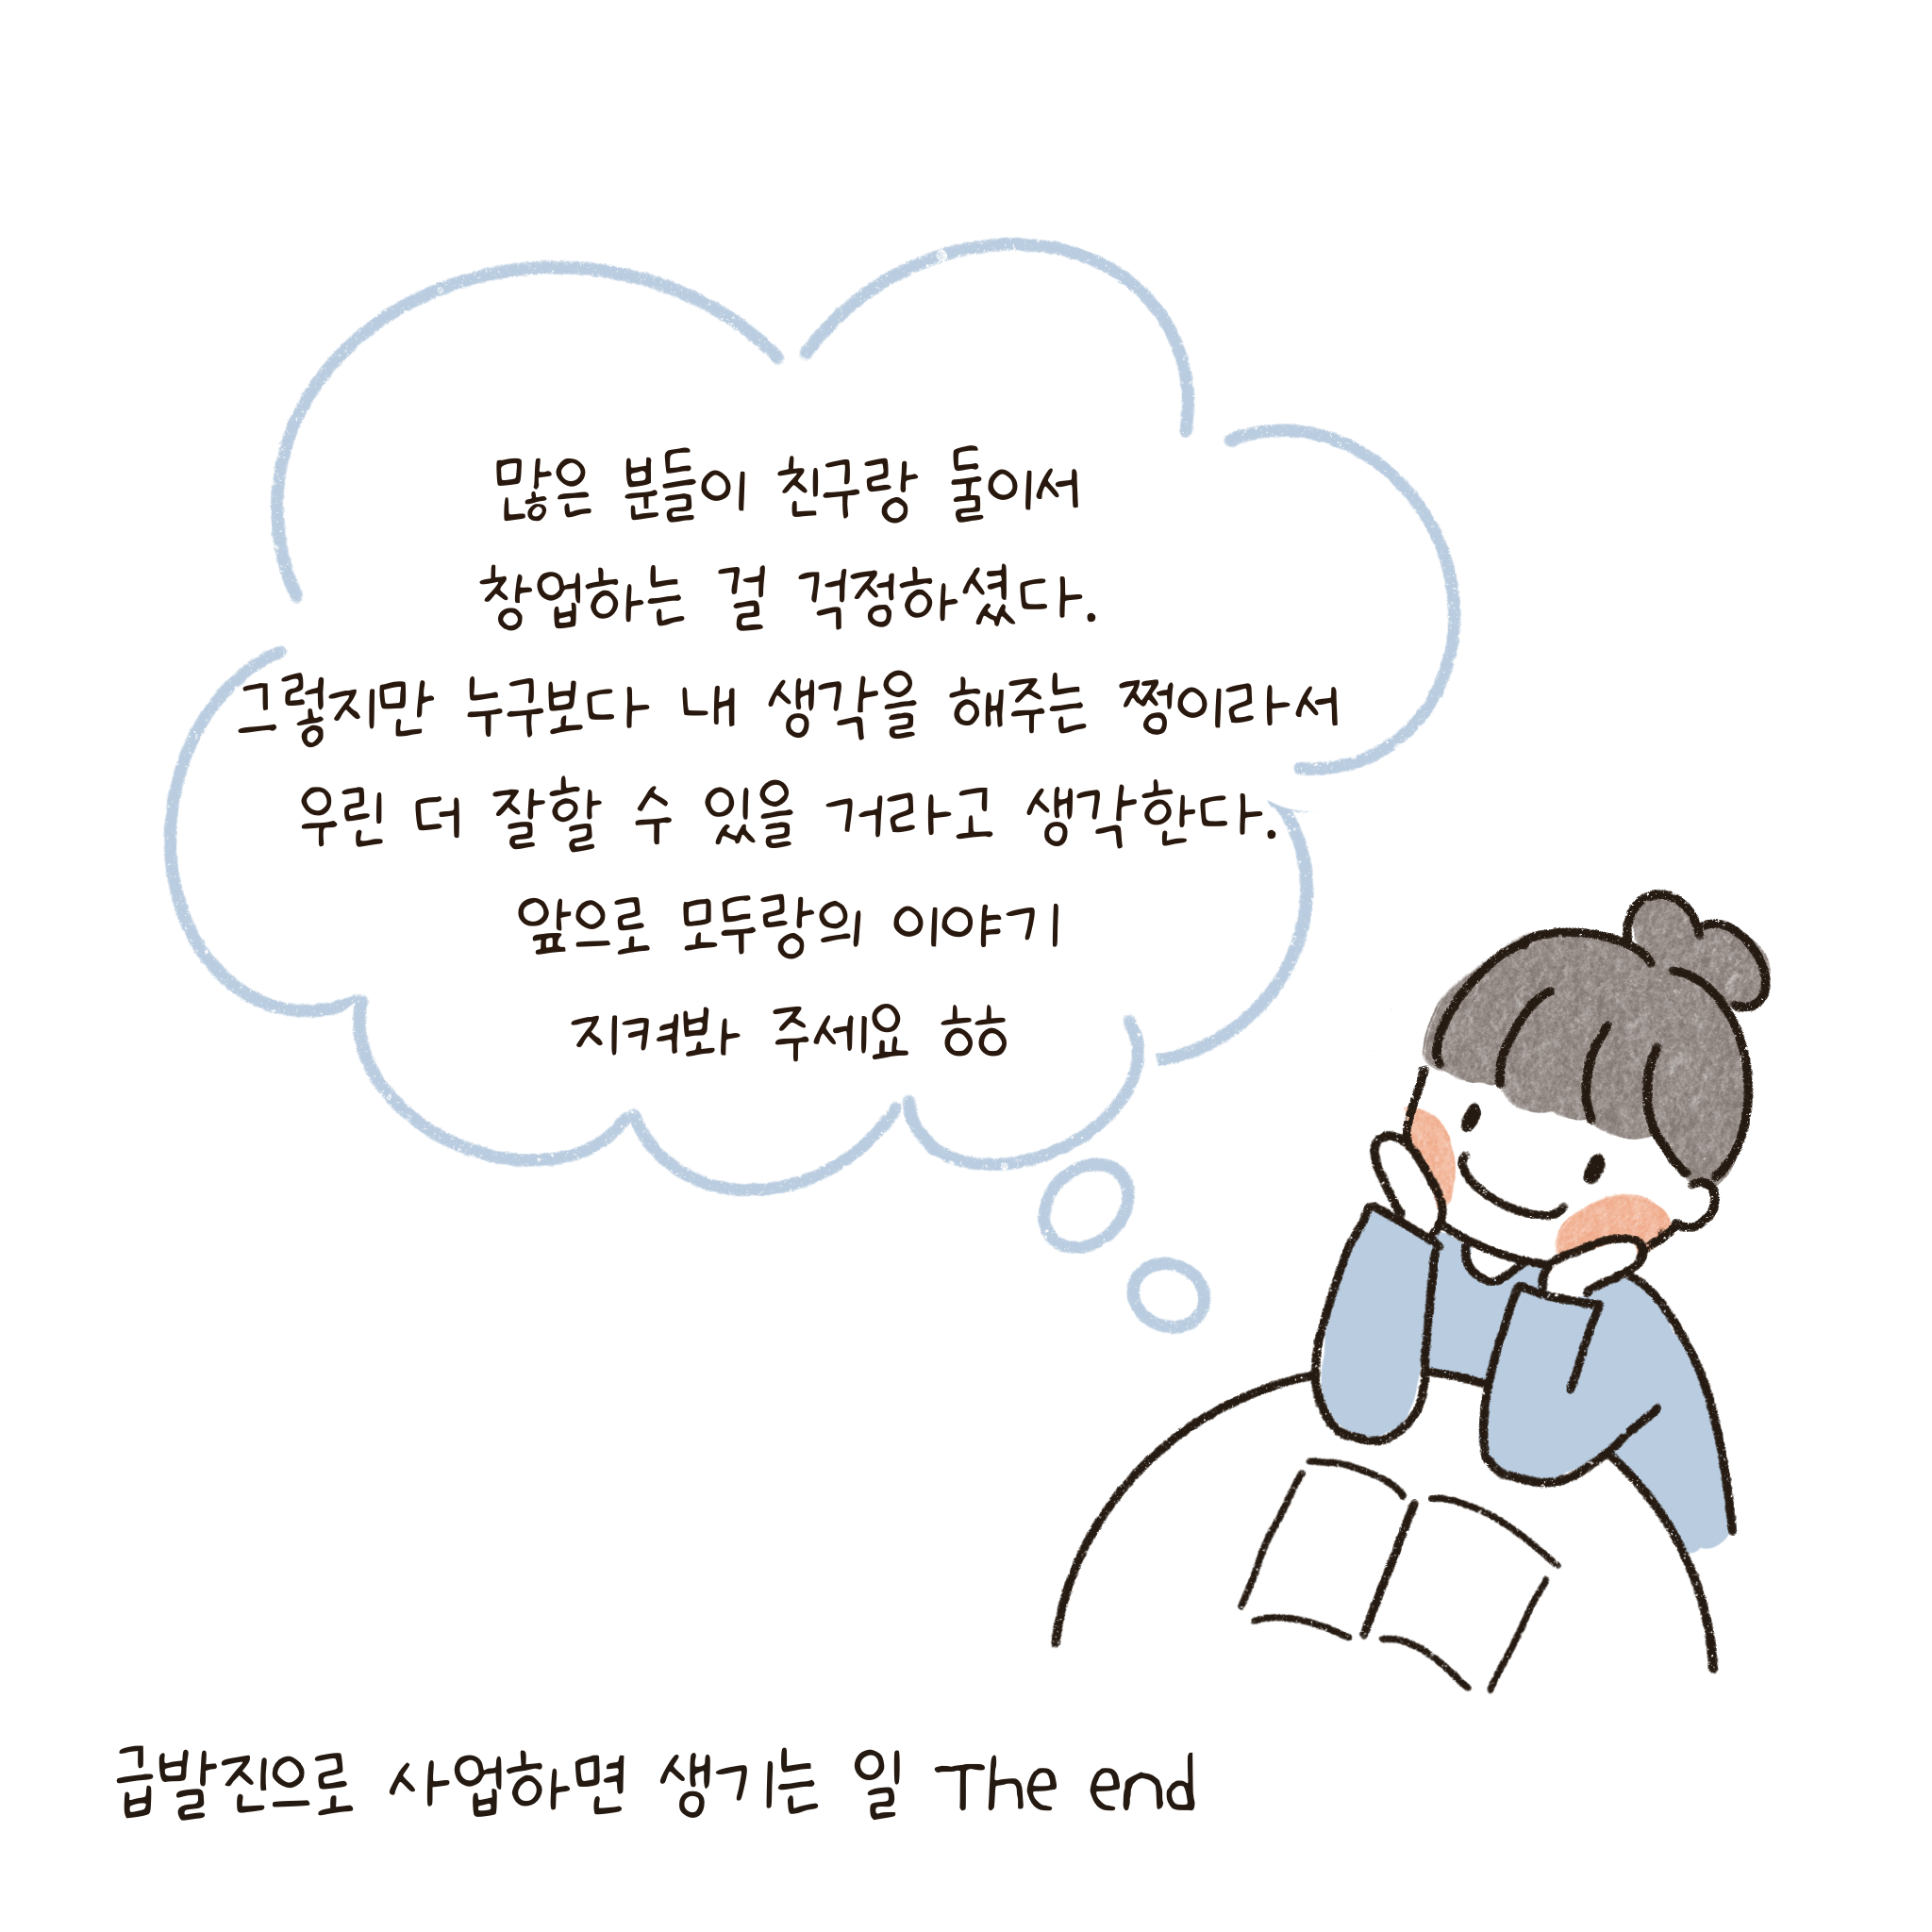 많은 분들이 친구랑 둘이서
창업하는 걸 걱정하셨다.
그렇지만 누구보다 내 생각을 해주는 쩡이라서
우린 더 잘할 수 있을 거라고 생각한다.
앞으로 모두랑의 이야기
지켜봐 주세요 ㅎㅎ
급발진으로 사업하면 생기는 일 The end